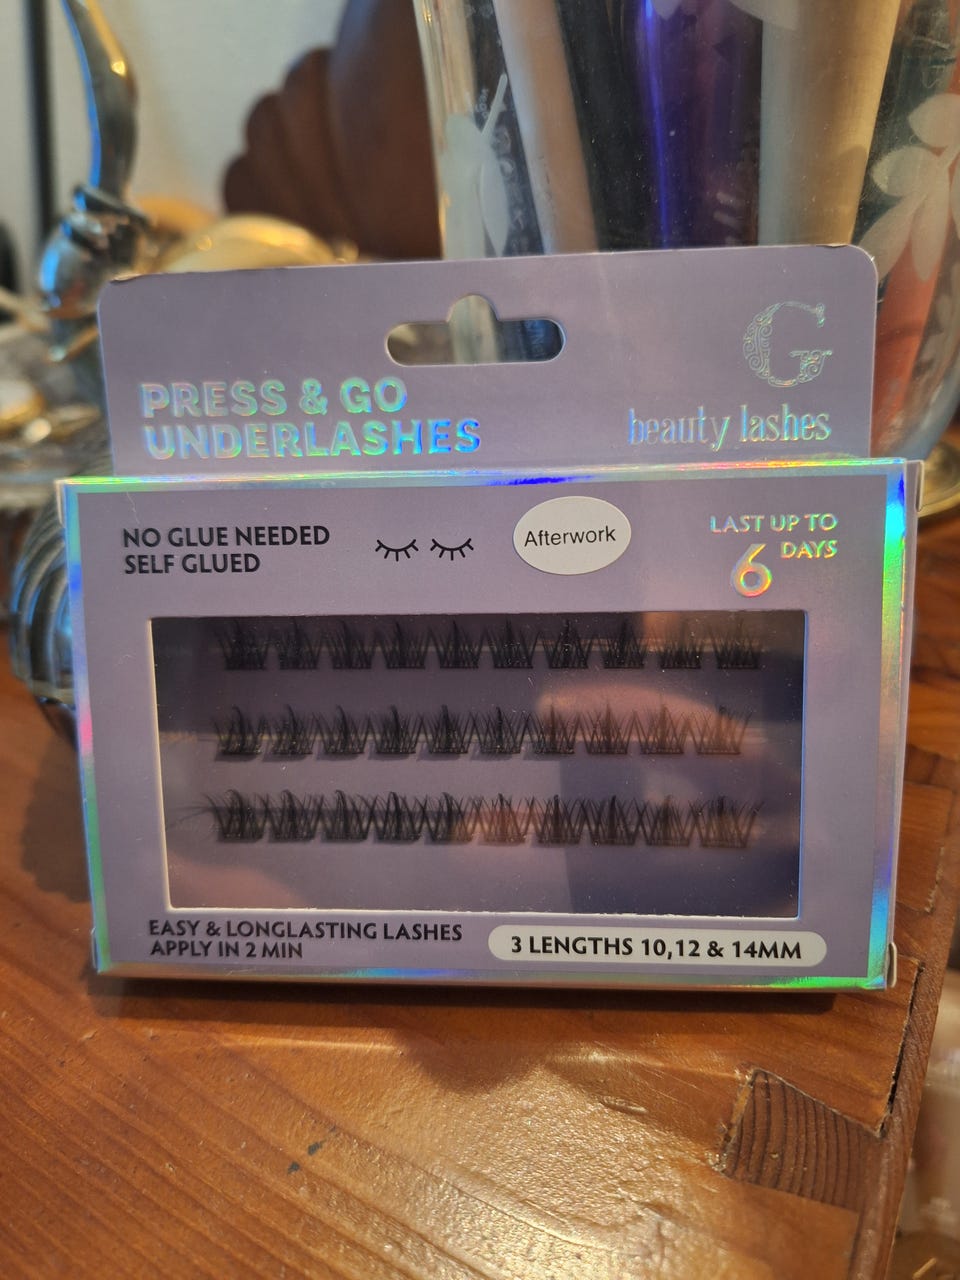 PRESS & GO
UNDERLASHES
G
beauty lashes
NO GLUE NEEDED
SELF GLUED
Afterwork
LAST UP TO
6 DAYS
EASY & LONGLASTING LASHES
APPLY IN 2 MIN
3 LENGTHS 10,12 & 14MM